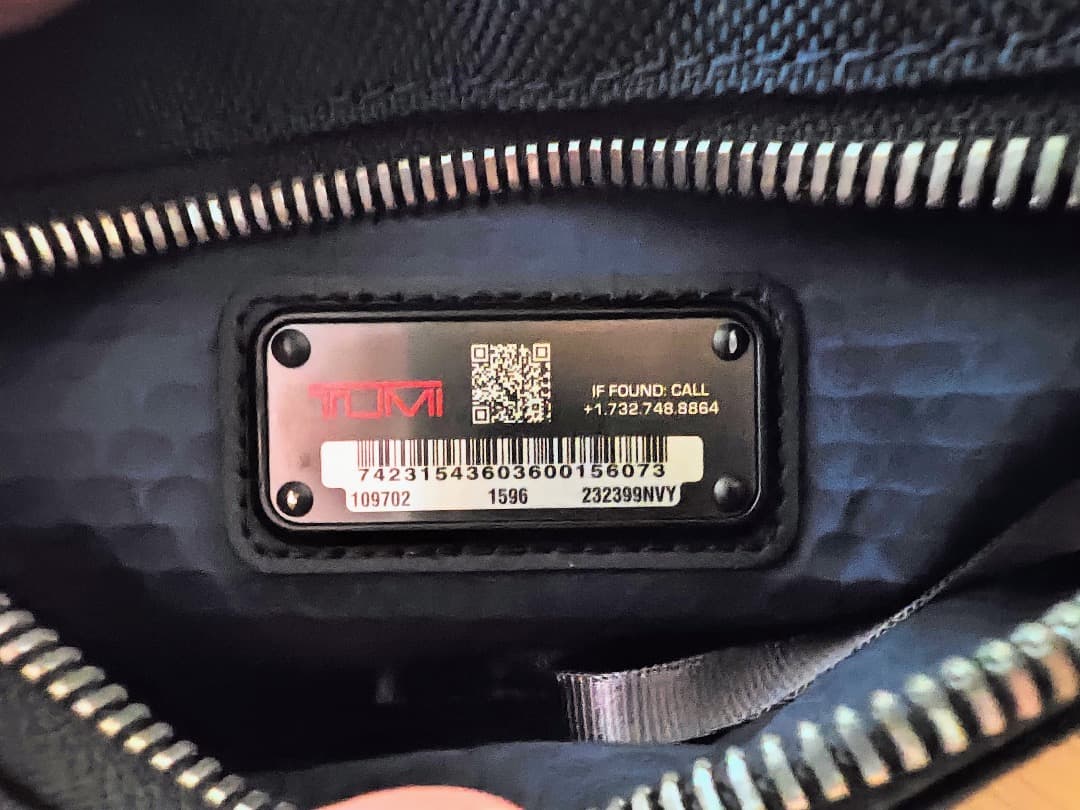 TUMI
IF FOUND: CALL
+1.732.748.8864
74231543603600156073
109702 1596 232399NVY